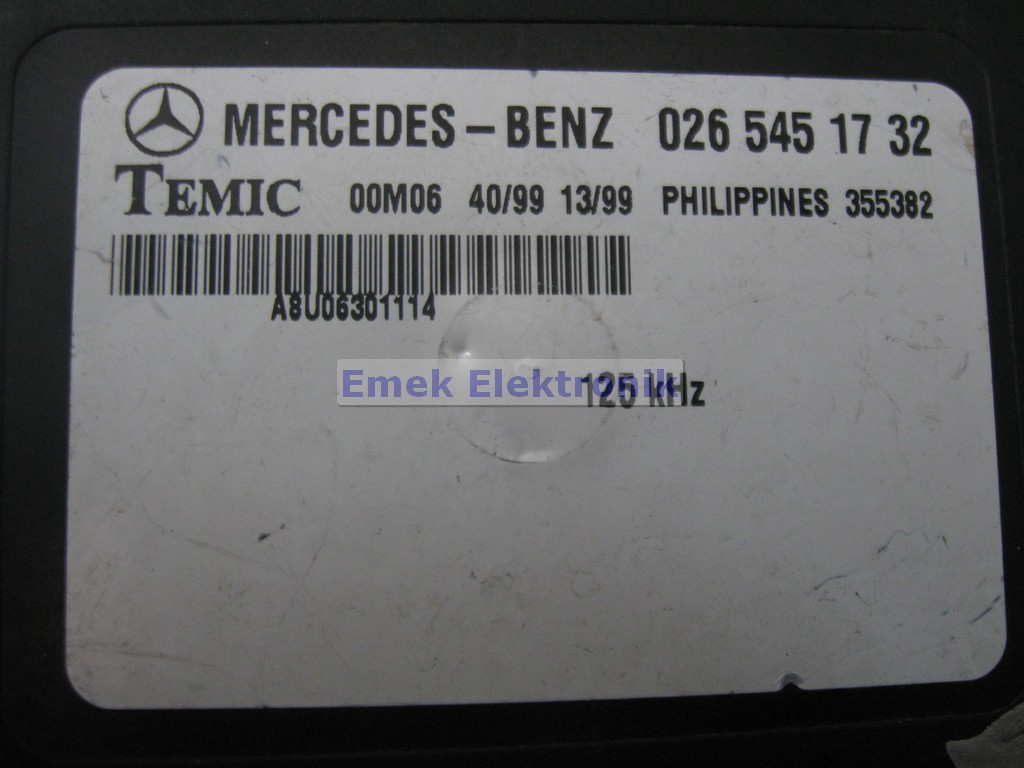 MERCEDES-BENZ 026 545 17 32
TEMIC 00M06 40/99 13/99 PHILIPPINES 355382
A8U06301114
Emek Elektronik
125 kHz